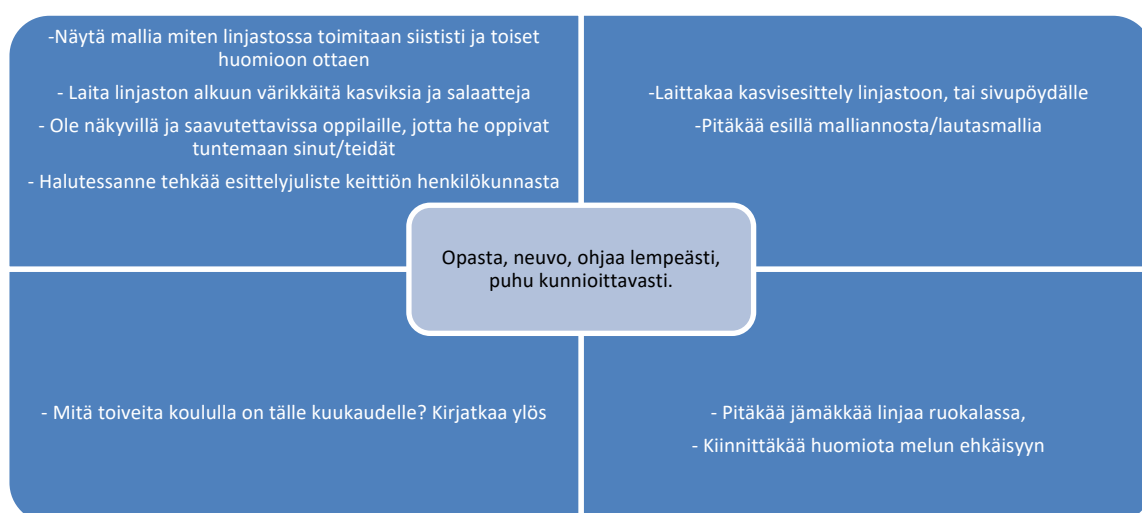 -Näytä mallia miten linjastossa toimitaan siististi ja toiset
huomioon ottaen
- Laita linjaston alkuun värikkäitä kasviksia ja salaatteja
- Ole näkyvillä ja saavutettavissa oppilaille, jotta he oppivat
tuntemaan sinut/teidät
- Halutessanne tehkää esittelyjuliste keittiön henkilökunnasta
-Laittakaa kasvisesittely linjastoon, tai sivupöydälle
-Pitäkää esillä malliannosta/lautasmallia
Opasta, neuvo, ohjaa lempeästi,
puhu kunnioittavasti.
- Mitä toiveita koululla on tälle kuukaudelle? Kirjatkaa ylös
- Pitäkää jämäkkää linjaa ruokalassa,
- Kiinnittäkää huomiota melun ehkäisyyn